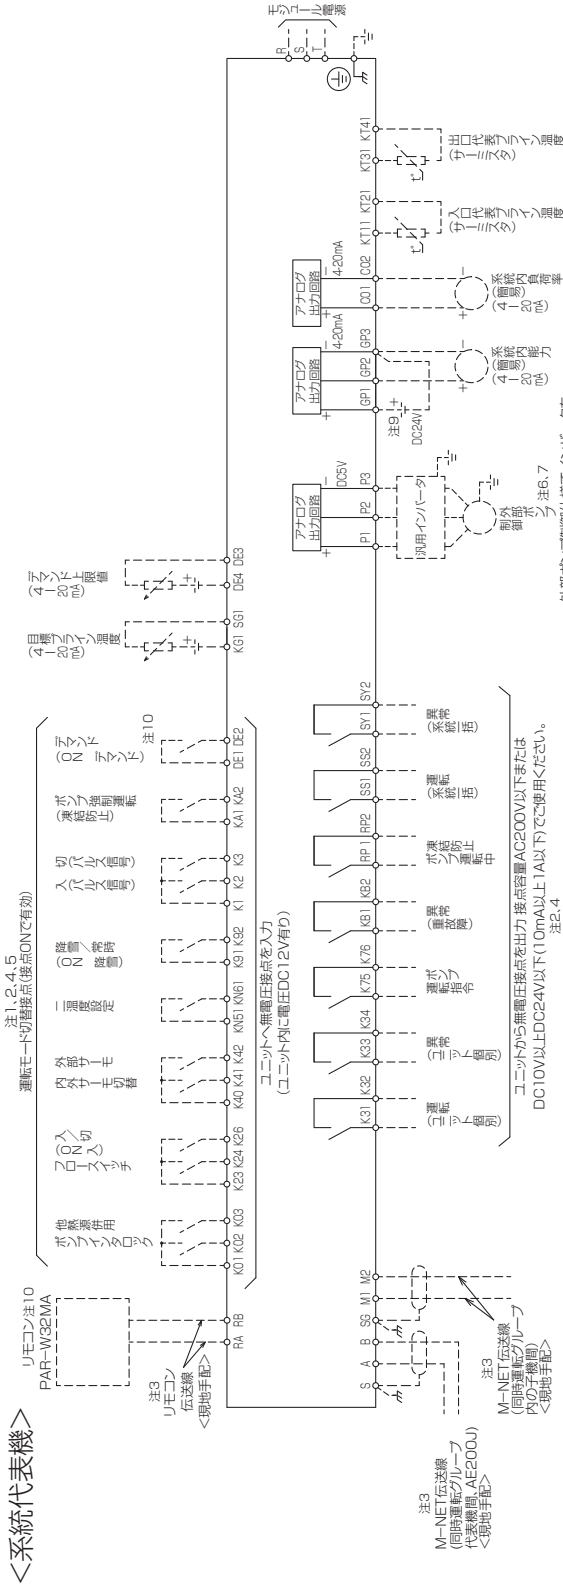 <系統代表機>
リモコン注10
PAR-W32MA
RA
RB
注3
リモコン
伝送線
<現地手配>
注1,2,4,5
運転モード切替接点(接点ONで有効)
ポンプインタロック
他熱源併用
K01
K02
K03
フロースイッチ
入/切
(ON 入)
K23
K24
K26
内外サーモ切替
外部サーモ
K40
K41
K42
二温度設定
KN51
KN61
降雪/常時
(ON 降雪)
K91
K92
入(パルス信号)
切(パルス信号)
K1
K2
K3
ポンプ強制運転
(凍結防止)
KA1
KA2
デマンド
(ON デマンド)
注10
DE1
DE2
ユニットへ無電圧接点を入力
(ユニット内に電圧DC12V有り)
目標ブライン温度
(4-20mA)
+
KG1
SG1
デマンド上限値
(4-20mA)
+
DE4
DE3
モジュール電源
R
S
T
S
A
B
SG
M1
M2
注3
M-NET伝送線
(同時運転グループ
代表機間、AE200J)
<現地手配>
注3
M-NET伝送線
(同時運転グループ
内の子機間)
<現地手配>
K31
K32
運転
(ユニット個別)
K33
K34
異常
(ユニット個別)
K75
K76
ポンプ
運転指令
KB1
KB2
異常
(重故障)
RP1
RP2
凍結防止
ポンプ運転中
SS1
SS2
運転
(系統一括)
SY1
SY2
異常
(系統一括)
ユニットから無電圧接点を出力 接点容量AC200V以下または
DC10V以上DC24V以下(10mA以上1A以下)でご使用ください。
注2,4
アナログ
出力回路
+
-
DC5V
P1
P2
P3
汎用インバータ
外部ポンプ
制御
注6,7
アナログ
出力回路
+
-
4-20mA
GP1
GP2
GP3
注9
+
DC24V
+
-
系統内能力
(簡易)
(4-20mA)
アナログ
出力回路
+
-
4-20mA
CO1
CO2
+
-
系統内負荷率
(簡易)
(4-20mA)
KT11
KT21
t°
入口代表ブライン温度
(サーミスタ)
KT31
KT41
t°
出口代表ブライン温度
(サーミスタ)